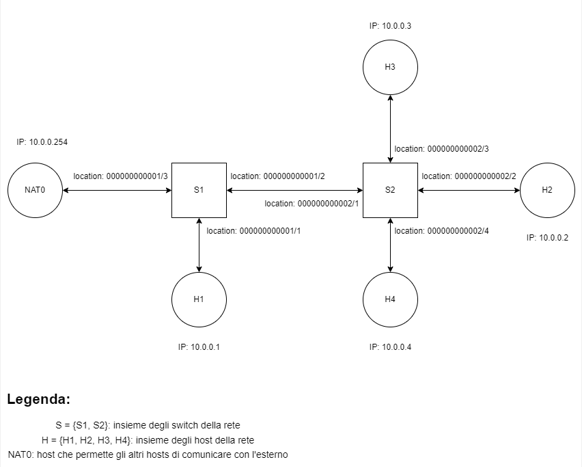 IP: 10.0.0.3
H3
IP: 10.0.0.254
location: 000000000002/3
location: 000000000001/3
location: 000000000001/2
location: 000000000002/2
NAT0
S1
S2
H2
location: 000000000002/1
location: 000000000001/1
location: 000000000002/4
IP: 10.0.0.2
H1
H4
IP: 10.0.0.1
IP: 10.0.0.4
Legenda:
S = {S1, S2}: insieme degli switch della rete
H = {H1, H2, H3, H4}: insieme degli host della rete
NAT0: host che permette gli altri hosts di comunicare con l'esterno